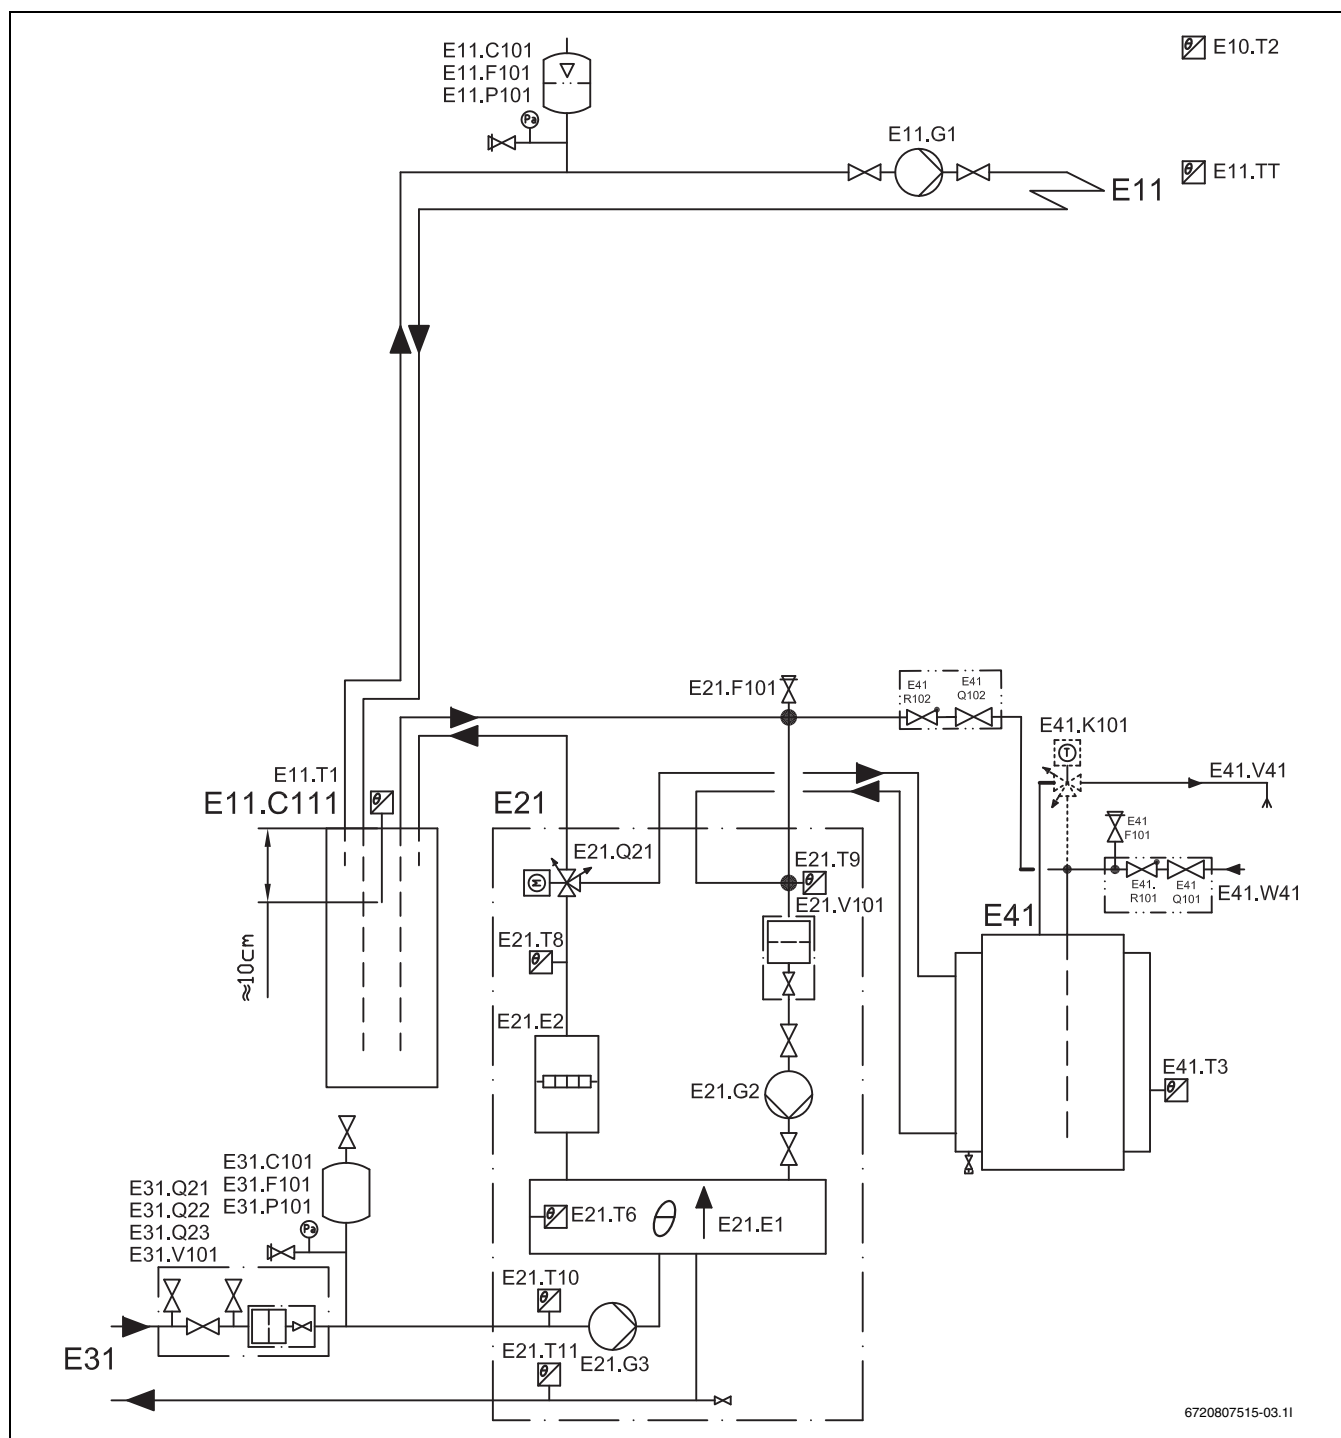 E11.C101
E11.F101
E11.P101
Pa
θ E10.T2
E11.G1
θ E11.TT
E11
E21.F101
E41
R102
E41
Q102
E41.K101
T
E11.T1
E11.C111
θ
E21
E41.V41
E21.Q21
M
E21.T9
θ
E41
F101
E21.V101
E41.
R101
E41
Q101
E41.W41
E41
≈10cm
E21.T8
θ
E21.E2
E21.G2
E41.T3
θ
E31.C101
E31.F101
E31.P101
E31.Q21
E31.Q22
E31.Q23
E31.V101
Pa
θ E21.T6
E21.E1
E21.T10
θ
E31
E21.T11
θ
E21.G3
6720807515-03.1I